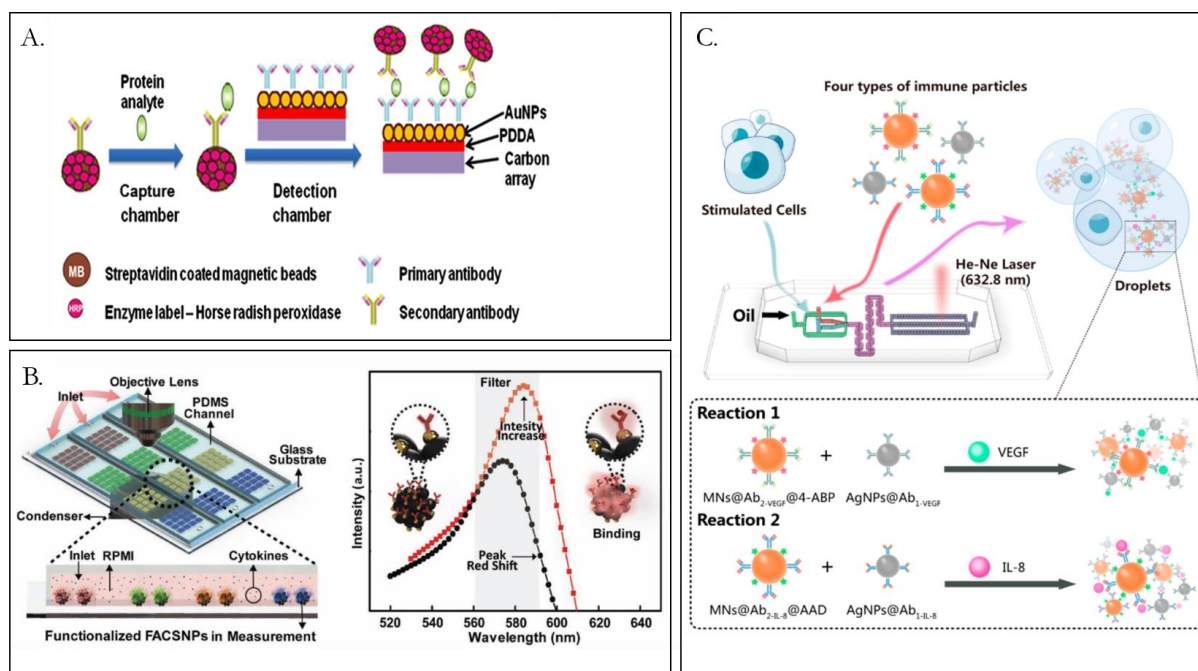 A.
Protein
analyte
Capture
chamber
Detection
chamber
AuNPs
PDDA
Carbon
array
MB
Streptavidin coated magnetic beads
HRP
Enzyme label – Horse radish peroxidase
Primary antibody
Secondary antibody
B.
Objective Lens
Inlet
PDMS
Channel
Glass
Substrate
Condenser
Inlet
RPMI
Cytokines
Functionalized FACSNPs in Measurement
Filter
Intesity
Increase
Binding
Peak
Red Shift
Intensity (a.u.)
520 540 560 580 600 620 640
Wavelength (nm)
C.
Four types of immune particles
Stimulated Cells
He-Ne Laser
(632.8 nm)
Droplets
Oil
Reaction 1
+
VEGF
MNs@Ab2-VEGF@4-ABP
AgNPs@Ab1-VEGF
Reaction 2
+
IL-8
MNs@Ab2-IL-8@AAD
AgNPs@Ab1-IL-8